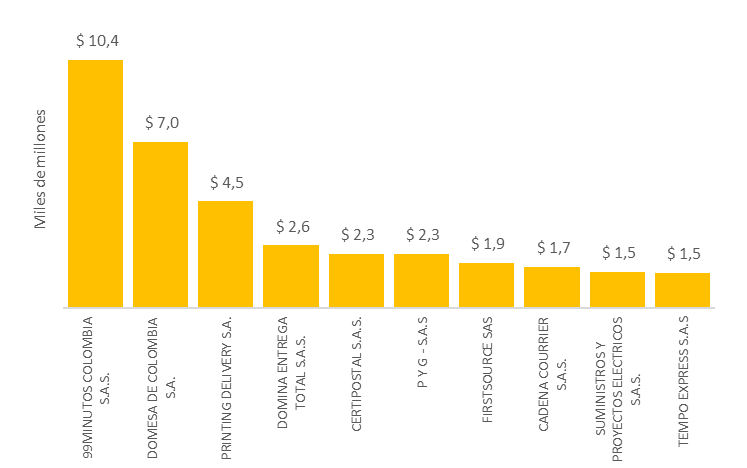 $ 10,4
$ 7,0
$ 4,5
$ 2,6
$ 2,3
$ 2,3
$ 1,9
$ 1,7
$ 1,5
$ 1,5
Miles de millones
99MINUTOS COLOMBIA
S.A.S.
DOMESA DE COLOMBIA
S.A.
PRINTING DELIVERY S.A.
DOMINA ENTREGA
TOTAL S.A.S.
CERTIPOSTAL S.A.S.
P Y G - S.A.S
FIRSTSOURCE SAS
CADENA COURRIER
S.A.S.
SUMINISTROS Y
PROYECTOS ELECTRICOS
S.A.S.
TEMPO EXPRESS S.A.S